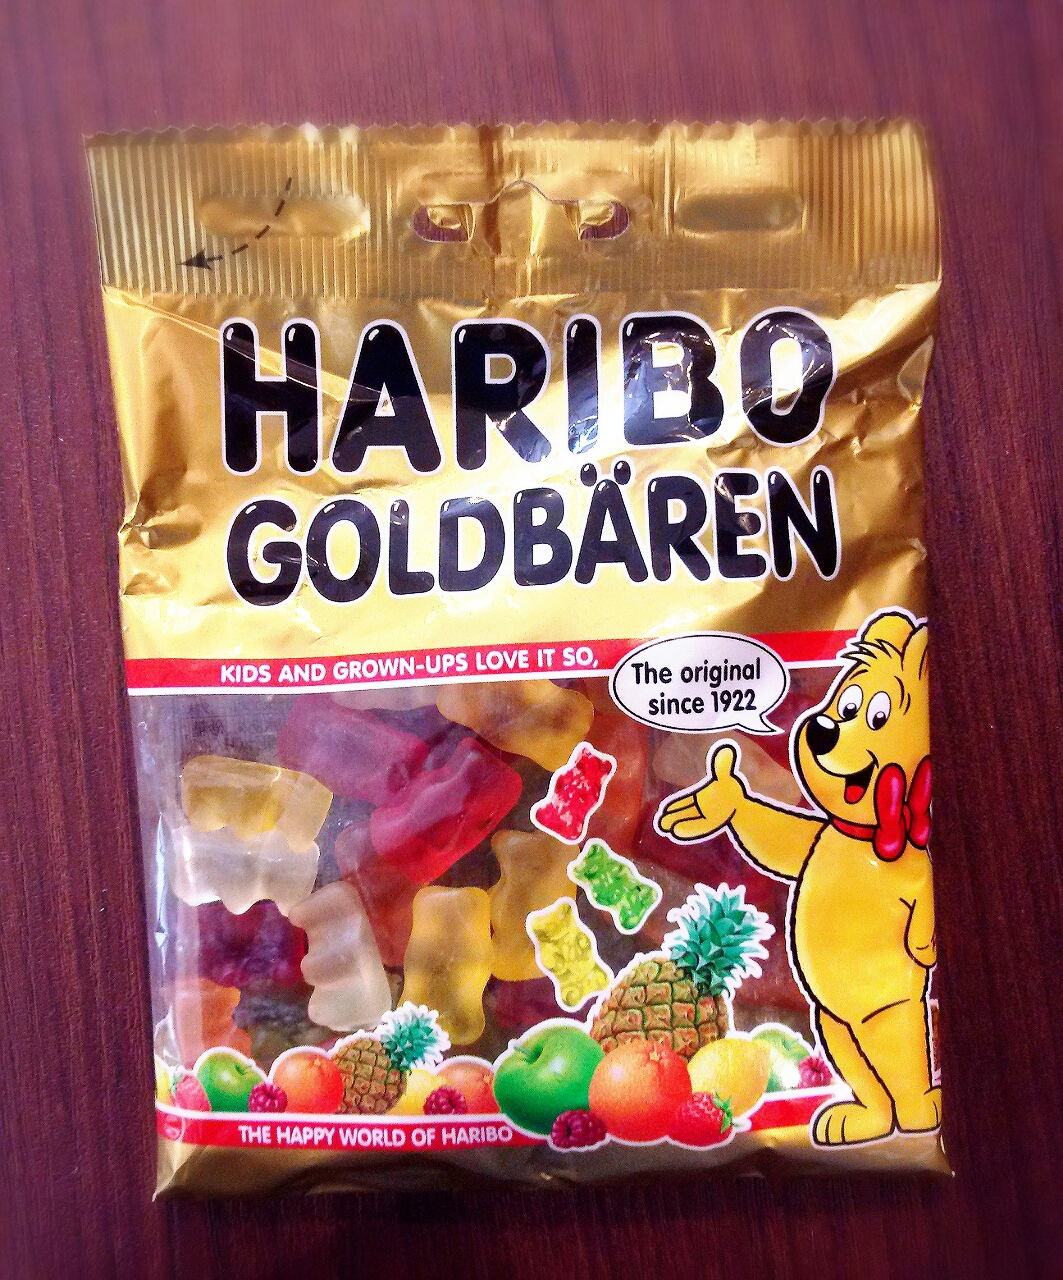 HARIBO
GOLDBÄREN
KIDS AND GROWN-UPS LOVE IT SO,
The original
since 1922
THE HAPPY WORLD OF HARIBO